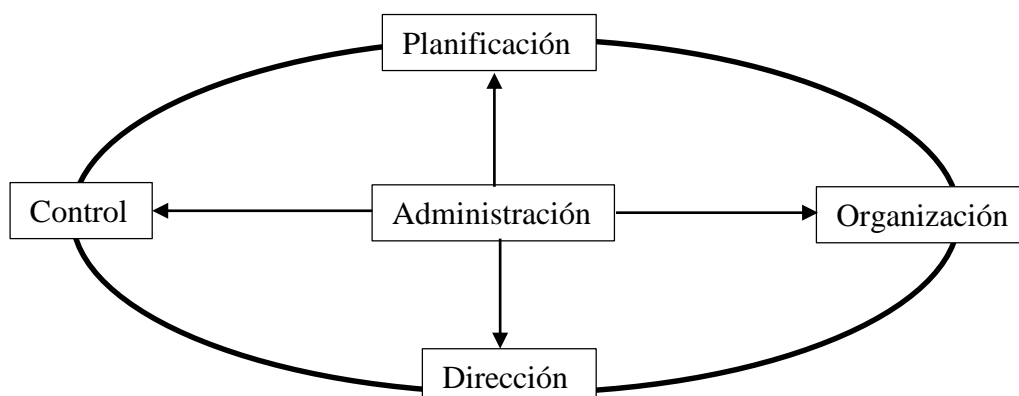 Planificación
Control
Administración
Organización
Dirección